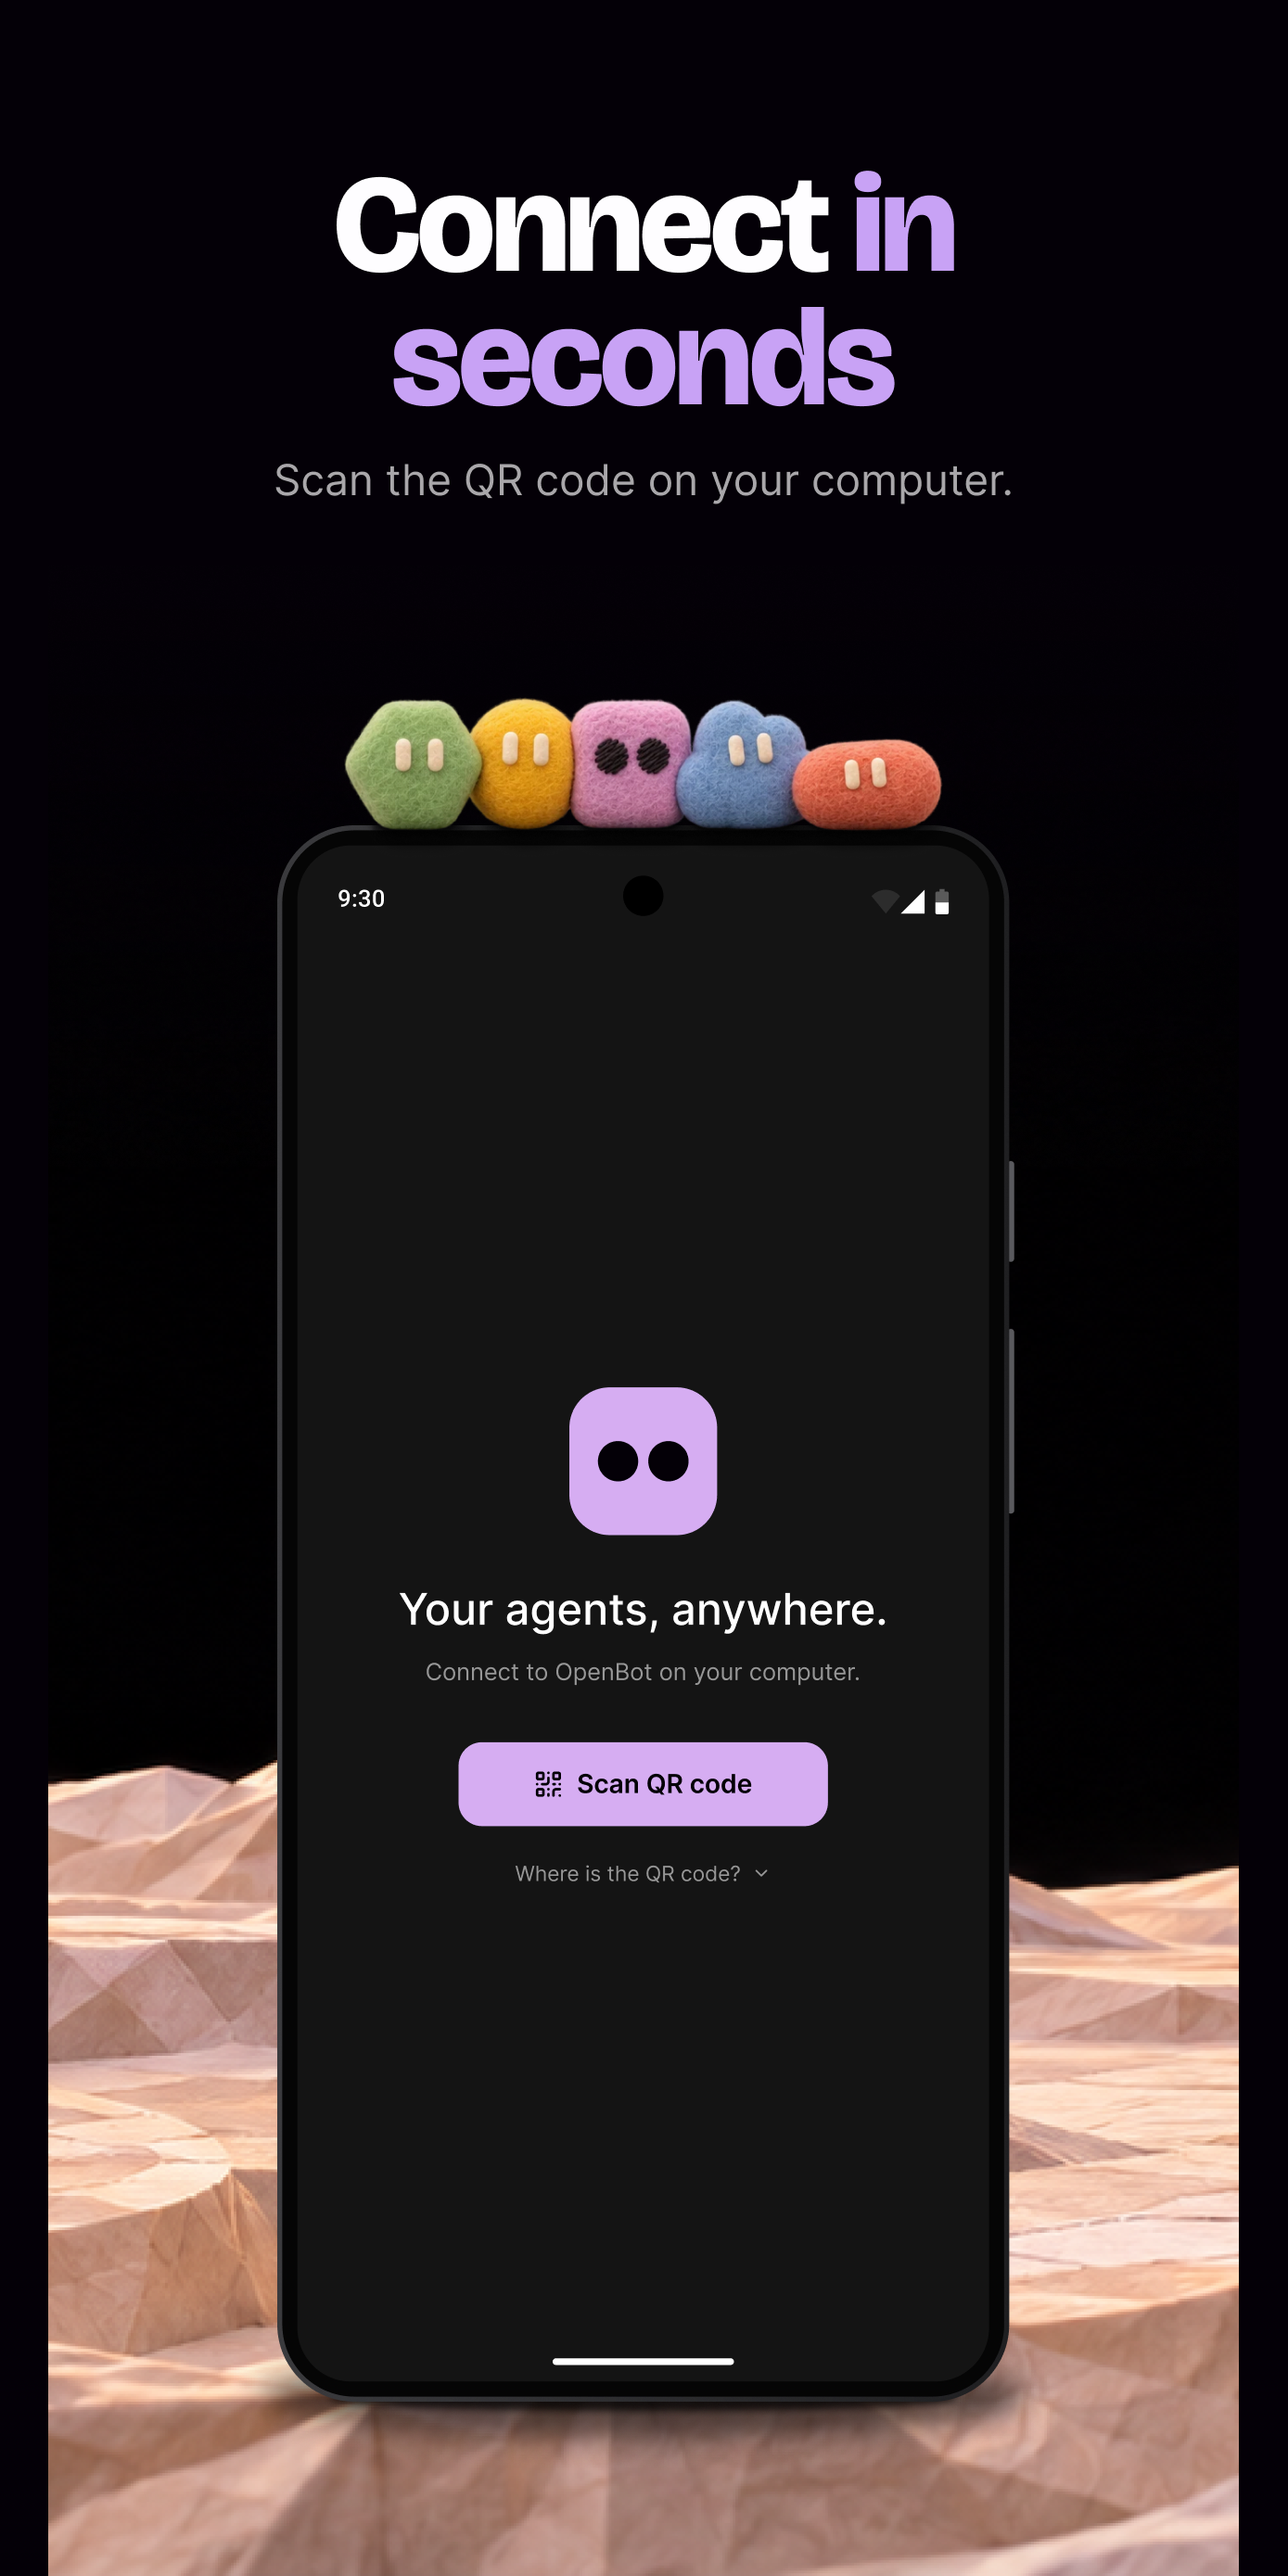 Connect in
seconds
Scan the QR code on your computer.
9:30
Your agents, anywhere.
Connect to OpenBot on your computer.
Scan QR code
Where is the QR code?